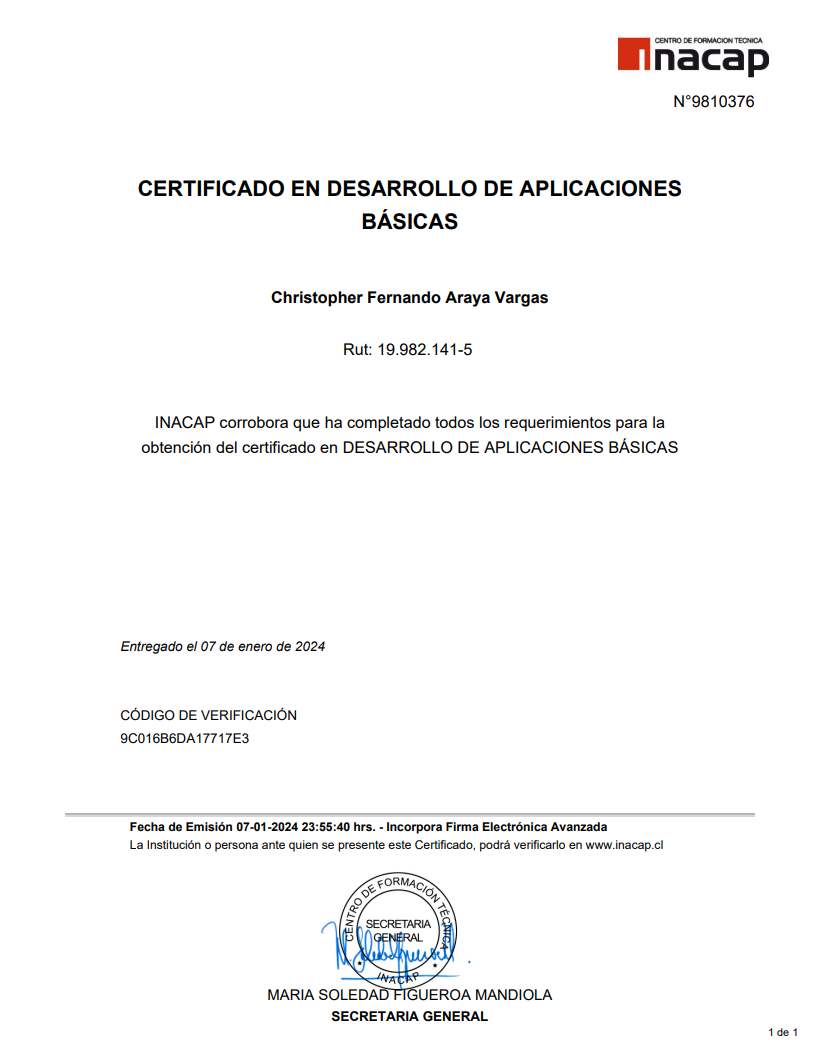 CENTRO DE FORMACION TECNICA
inacap
N°9810376
CERTIFICADO EN DESARROLLO DE APLICACIONES
BÁSICAS
Christopher Fernando Araya Vargas
Rut: 19.982.141-5
INACAP corrobora que ha completado todos los requerimientos para la
obtención del certificado en DESARROLLO DE APLICACIONES BÁSICAS
Entregado el 07 de enero de 2024
CÓDIGO DE VERIFICACIÓN
9C016B6DA17717E3
Fecha de Emisión 07-01-2024 23:55:40 hrs. - Incorpora Firma Electrónica Avanzada
La Institución o persona ante quien se presente este Certificado, podrá verificarlo en www.inacap.cl
CENTRO DE FORMACIÓN TÉCNICA
SECRETARIA
GENERAL
INACAP
MARIA SOLEDAD FIGUEROA MANDIOLA
SECRETARIA GENERAL
1 de 1